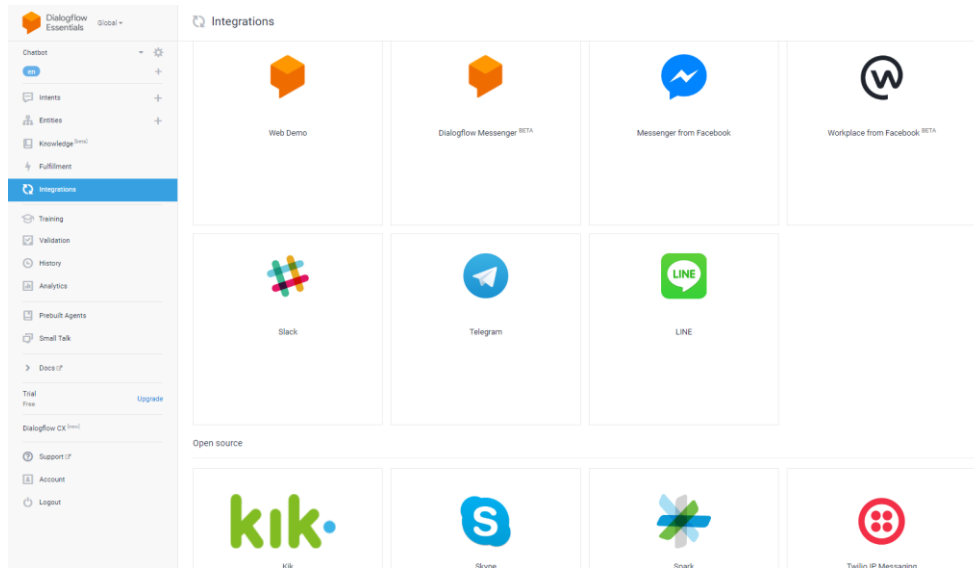 Dialogflow
Essentials
Global
Integrations
Chatbot
en
Intents
Entities
Knowledge [beta]
Fulfillment
Integrations
Training
Validation
History
Analytics
Prebuilt Agents
Small Talk
Docs
Trial
Free
Upgrade
Dialogflow CX [new]
Support
Account
Logout
Web Demo
Dialogflow Messenger BETA
Messenger from Facebook
Workplace from Facebook BETA
Slack
Telegram
LINE
LINE
Open source
kik
Kik
Skype
Spark
Twilio IP Messaging